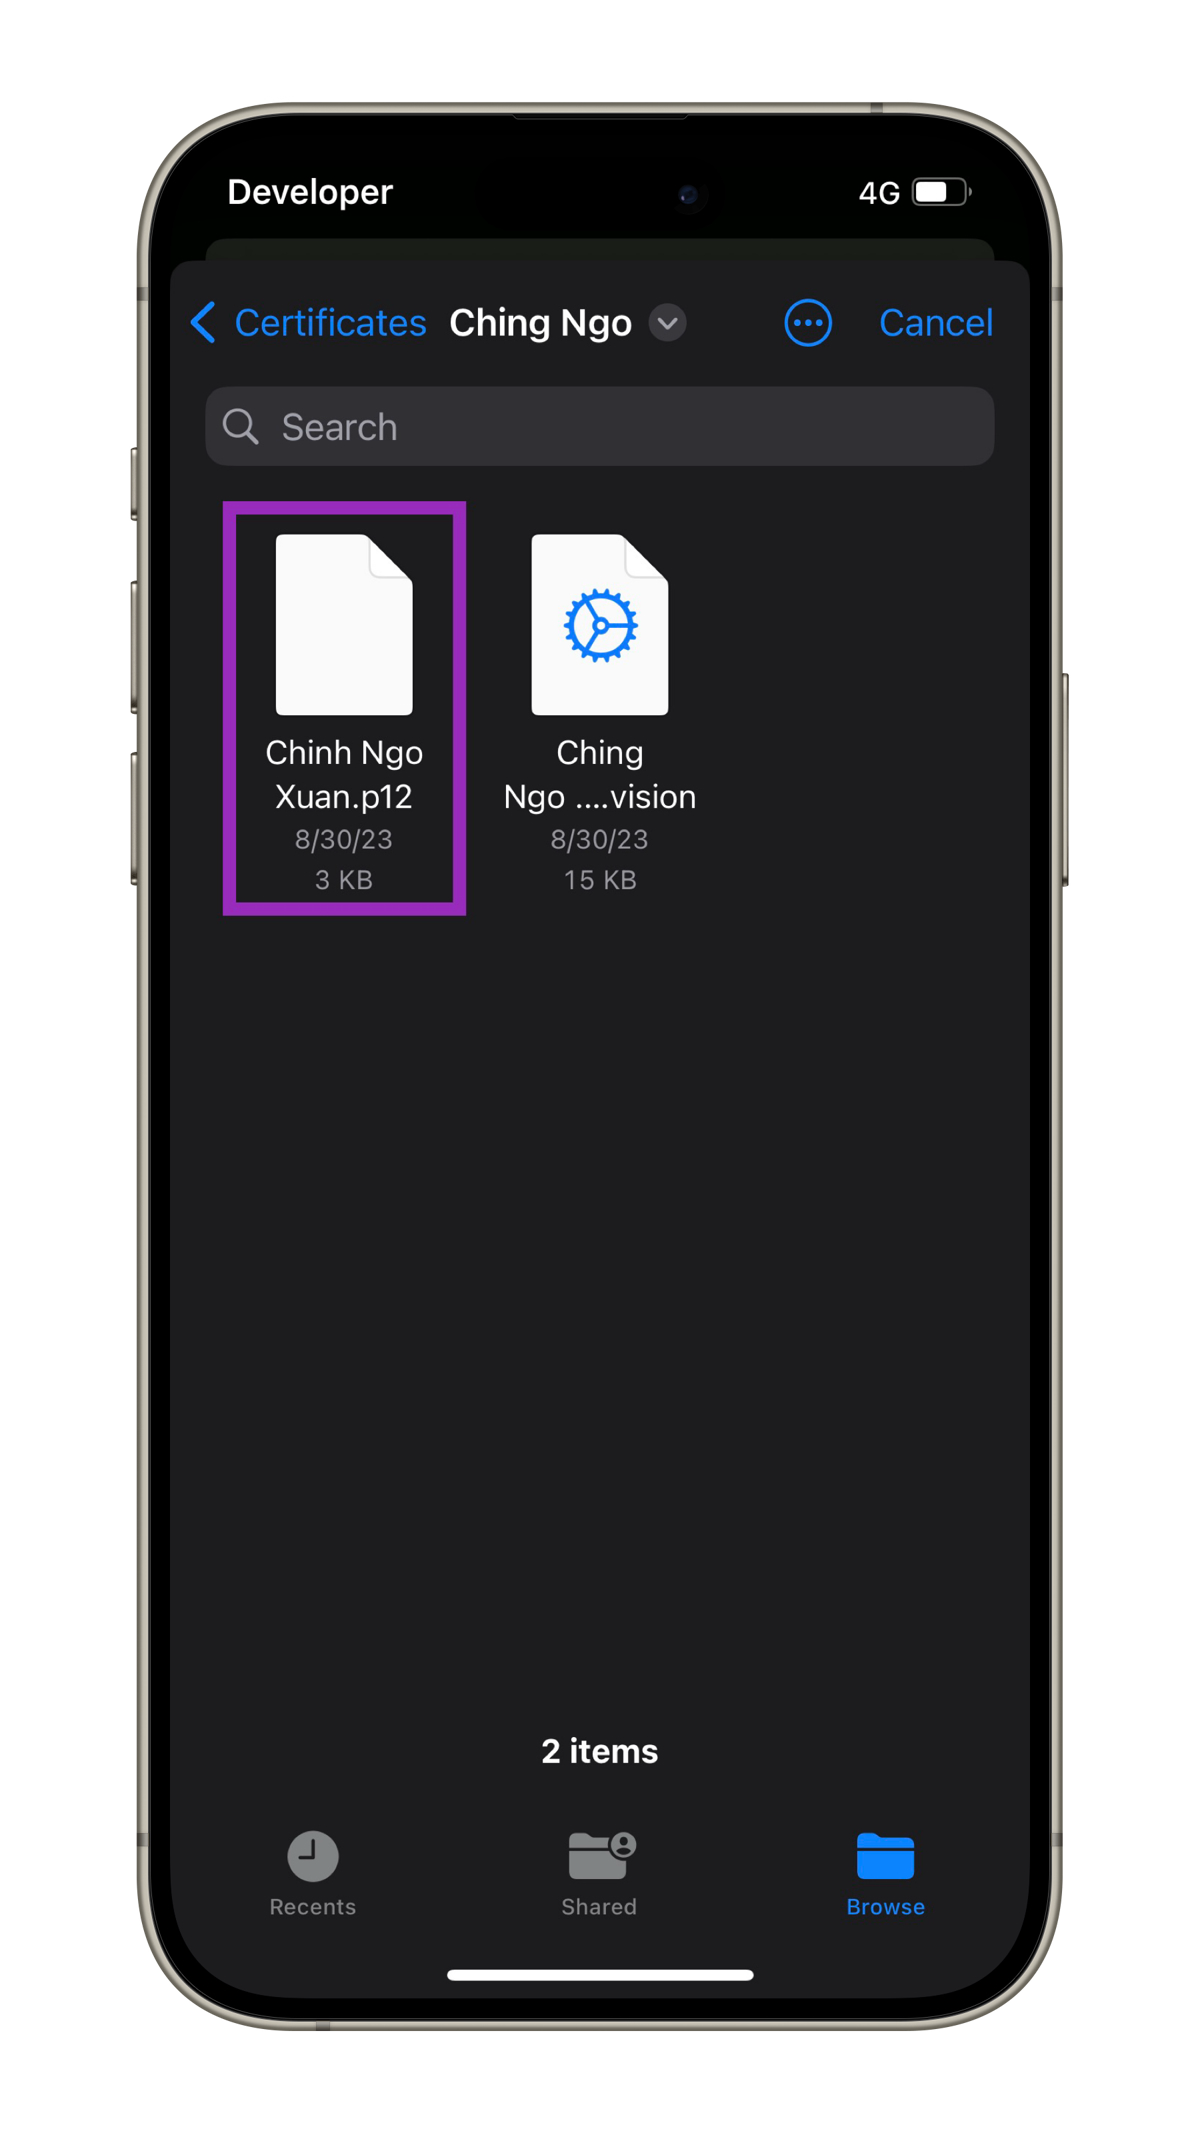 Developer 4G
Certificates Ching Ngo Cancel
Search
Chinh Ngo
Xuan.p12
8/30/23
3 KB
Ching
Ngo ....vision
8/30/23
15 KB
2 items
Recents Shared Browse